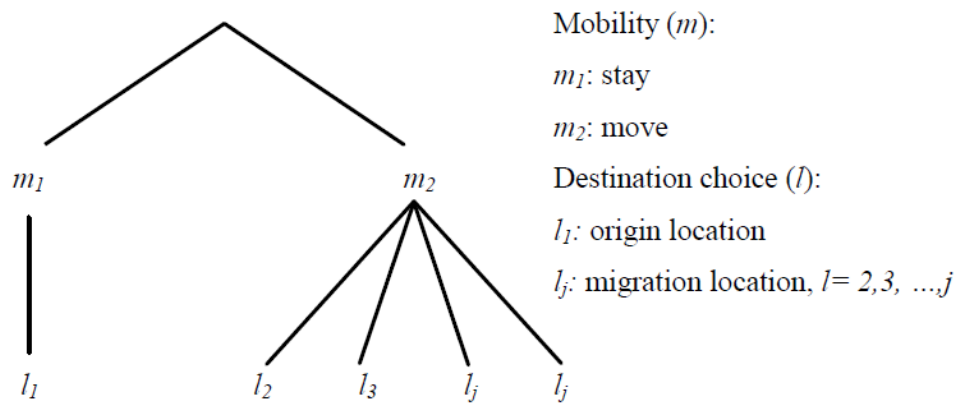 Mobility (m):
m1: stay
m2: move
m1 m2
Destination choice (l):
l1: origin location
lj: migration location, l= 2,3, ...,j
l1 l2 l3 lj lj